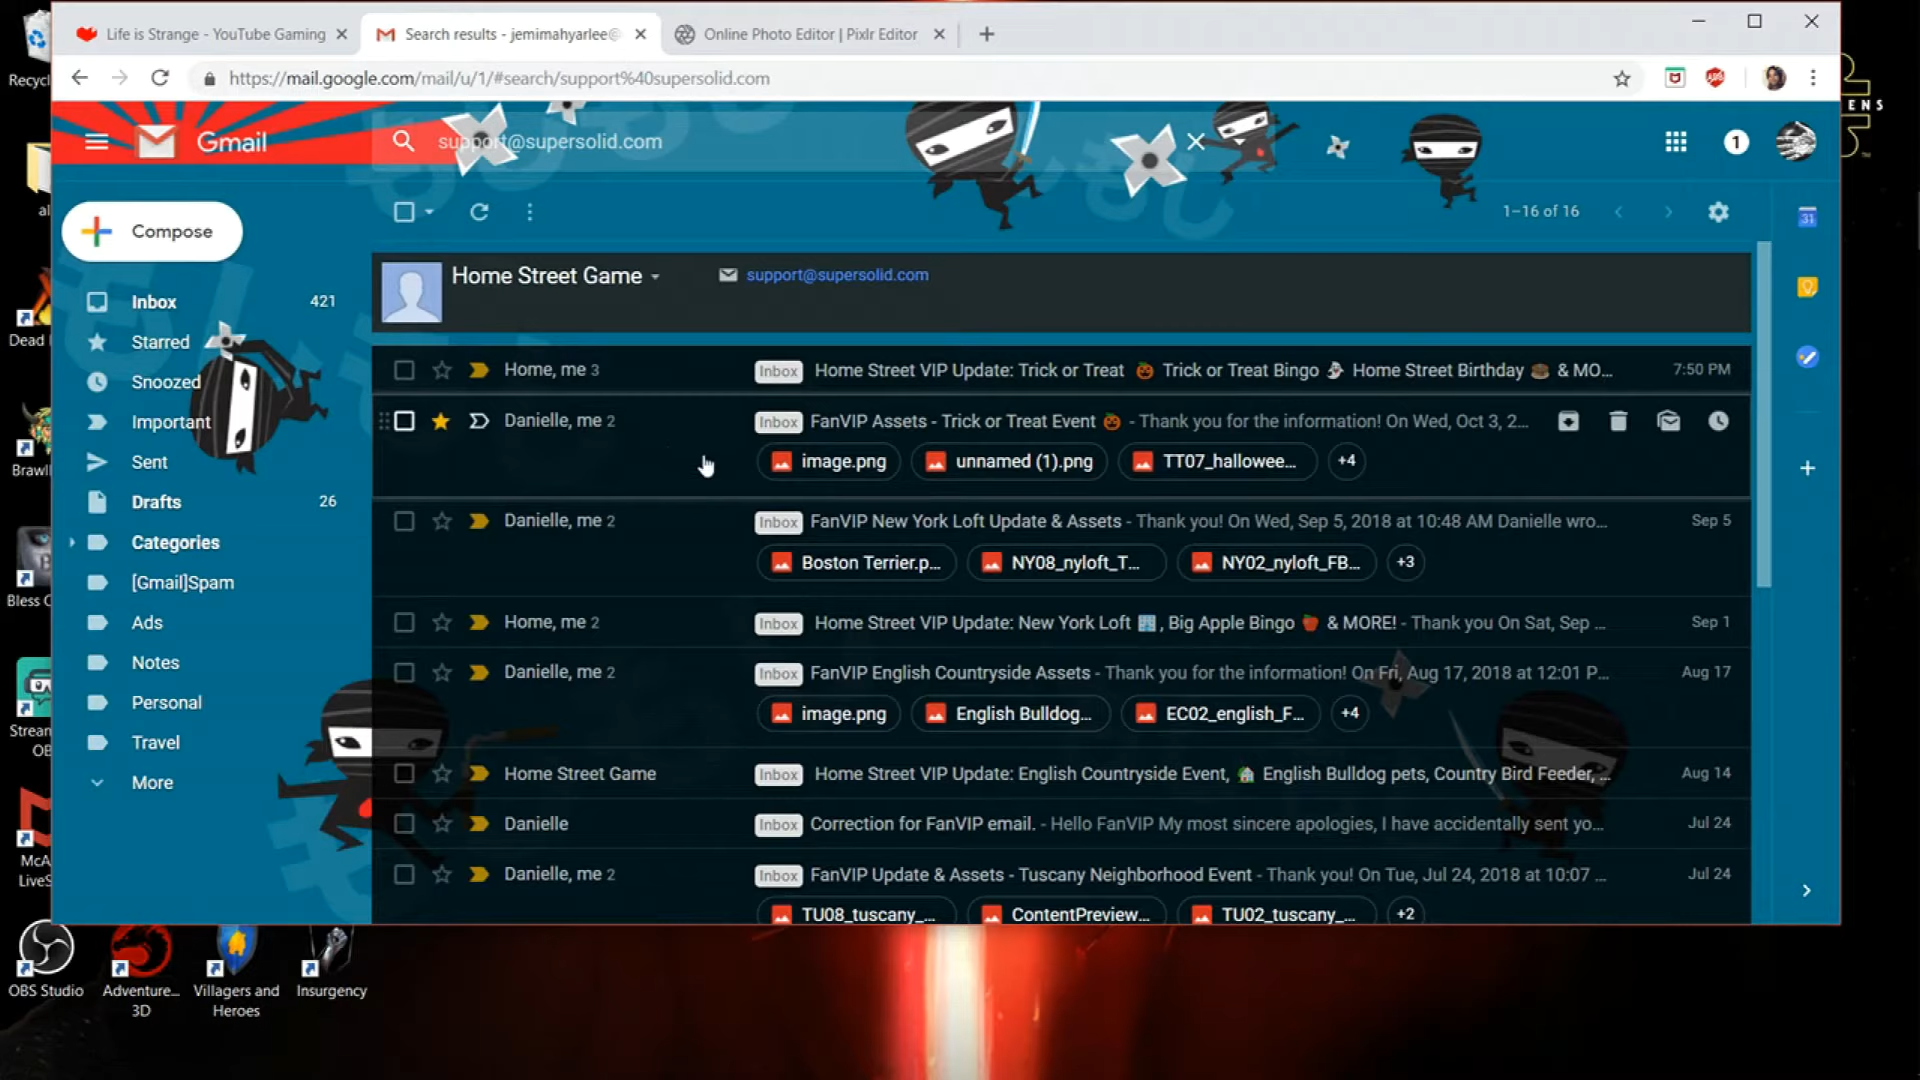 Life is Strange - YouTube Gaming
Search results - jemimahyarlee@
Online Photo Editor | Pixlr Editor
https://mail.google.com/mail/u/1/#search/support%40supersolid.com
Recycl
ENS
Gmail
support@supersolid.com
1
al
Compose
1–16 of 16
31
Home Street Game
support@supersolid.com
Inbox 421
Starred
Dead
Snoozed
Important
Brawl
Sent
Drafts 26
Categories
[Gmail]Spam
Bless
Ads
Notes
Personal
Stream
OB
Travel
More
McA
LiveS
Home, me 3 Inbox Home Street VIP Update: Trick or Treat 🎃 Trick or Treat Bingo 👻 Home Street Birthday 🎂 & MO... 7:50 PM
Danielle, me 2 Inbox FanVIP Assets - Trick or Treat Event 🎃 - Thank you for the information! On Wed, Oct 3, 2...
image.png unnamed (1).png TT07_hallowee... +4
Danielle, me 2 Inbox FanVIP New York Loft Update & Assets - Thank you! On Wed, Sep 5, 2018 at 10:48 AM Danielle wro... Sep 5
Boston Terrier.p... NY08_nyloft_T... NY02_nyloft_FB... +3
Home, me 2 Inbox Home Street VIP Update: New York Loft 🏢, Big Apple Bingo 🍎 & MORE! - Thank you On Sat, Sep ... Sep 1
Danielle, me 2 Inbox FanVIP English Countryside Assets - Thank you for the information! On Fri, Aug 17, 2018 at 12:01 P... Aug 17
image.png English Bulldog... EC02_english_F... +4
Home Street Game Inbox Home Street VIP Update: English Countryside Event, 🏡 English Bulldog pets, Country Bird Feeder, ... Aug 14
Danielle Inbox Correction for FanVIP email. - Hello FanVIP My most sincere apologies, I have accidentally sent yo... Jul 24
Danielle, me 2 Inbox FanVIP Update & Assets - Tuscany Neighborhood Event - Thank you! On Tue, Jul 24, 2018 at 10:07 ... Jul 24
TU08_tuscany_... ContentPreview... TU02_tuscany_... +2
OBS Studio
Adventure... 3D
Villagers and Heroes
Insurgency